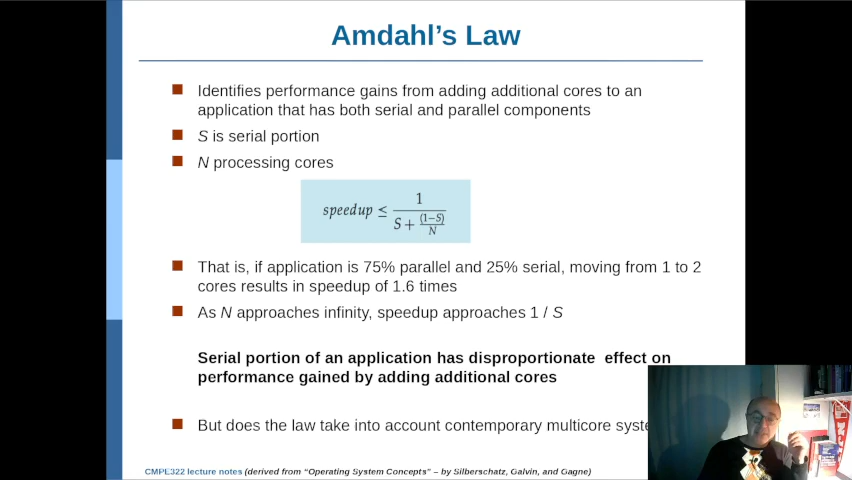 Amdahl's Law
Identifies performance gains from adding additional cores to an
application that has both serial and parallel components
S is serial portion
N processing cores
speedup ≤ 1 / (S + (1−S)/N)
That is, if application is 75% parallel and 25% serial, moving from 1 to 2
cores results in speedup of 1.6 times
As N approaches infinity, speedup approaches 1 / S
Serial portion of an application has disproportionate effect on
performance gained by adding additional cores
But does the law take into account contemporary multicore
CMPE322 lecture notes (derived from “Operating System Concepts” – by Silberschatz, Galvin, and Gagne)